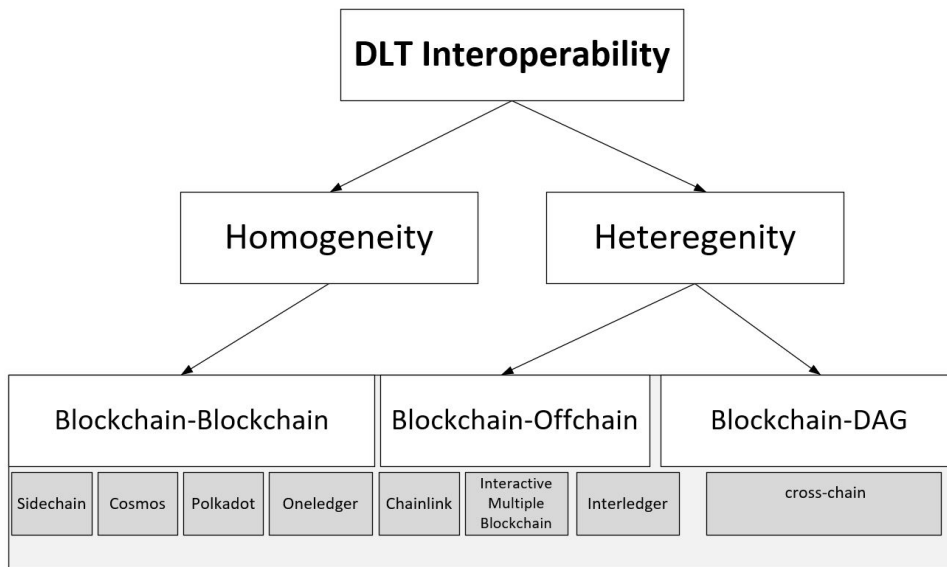 DLT Interoperability
Homogeneity
Heteregenity
Blockchain-Blockchain
Blockchain-Offchain
Blockchain-DAG
Sidechain
Cosmos
Polkadot
Oneledger
Chainlink
Interactive
Multiple
Blockchain
Interledger
cross-chain